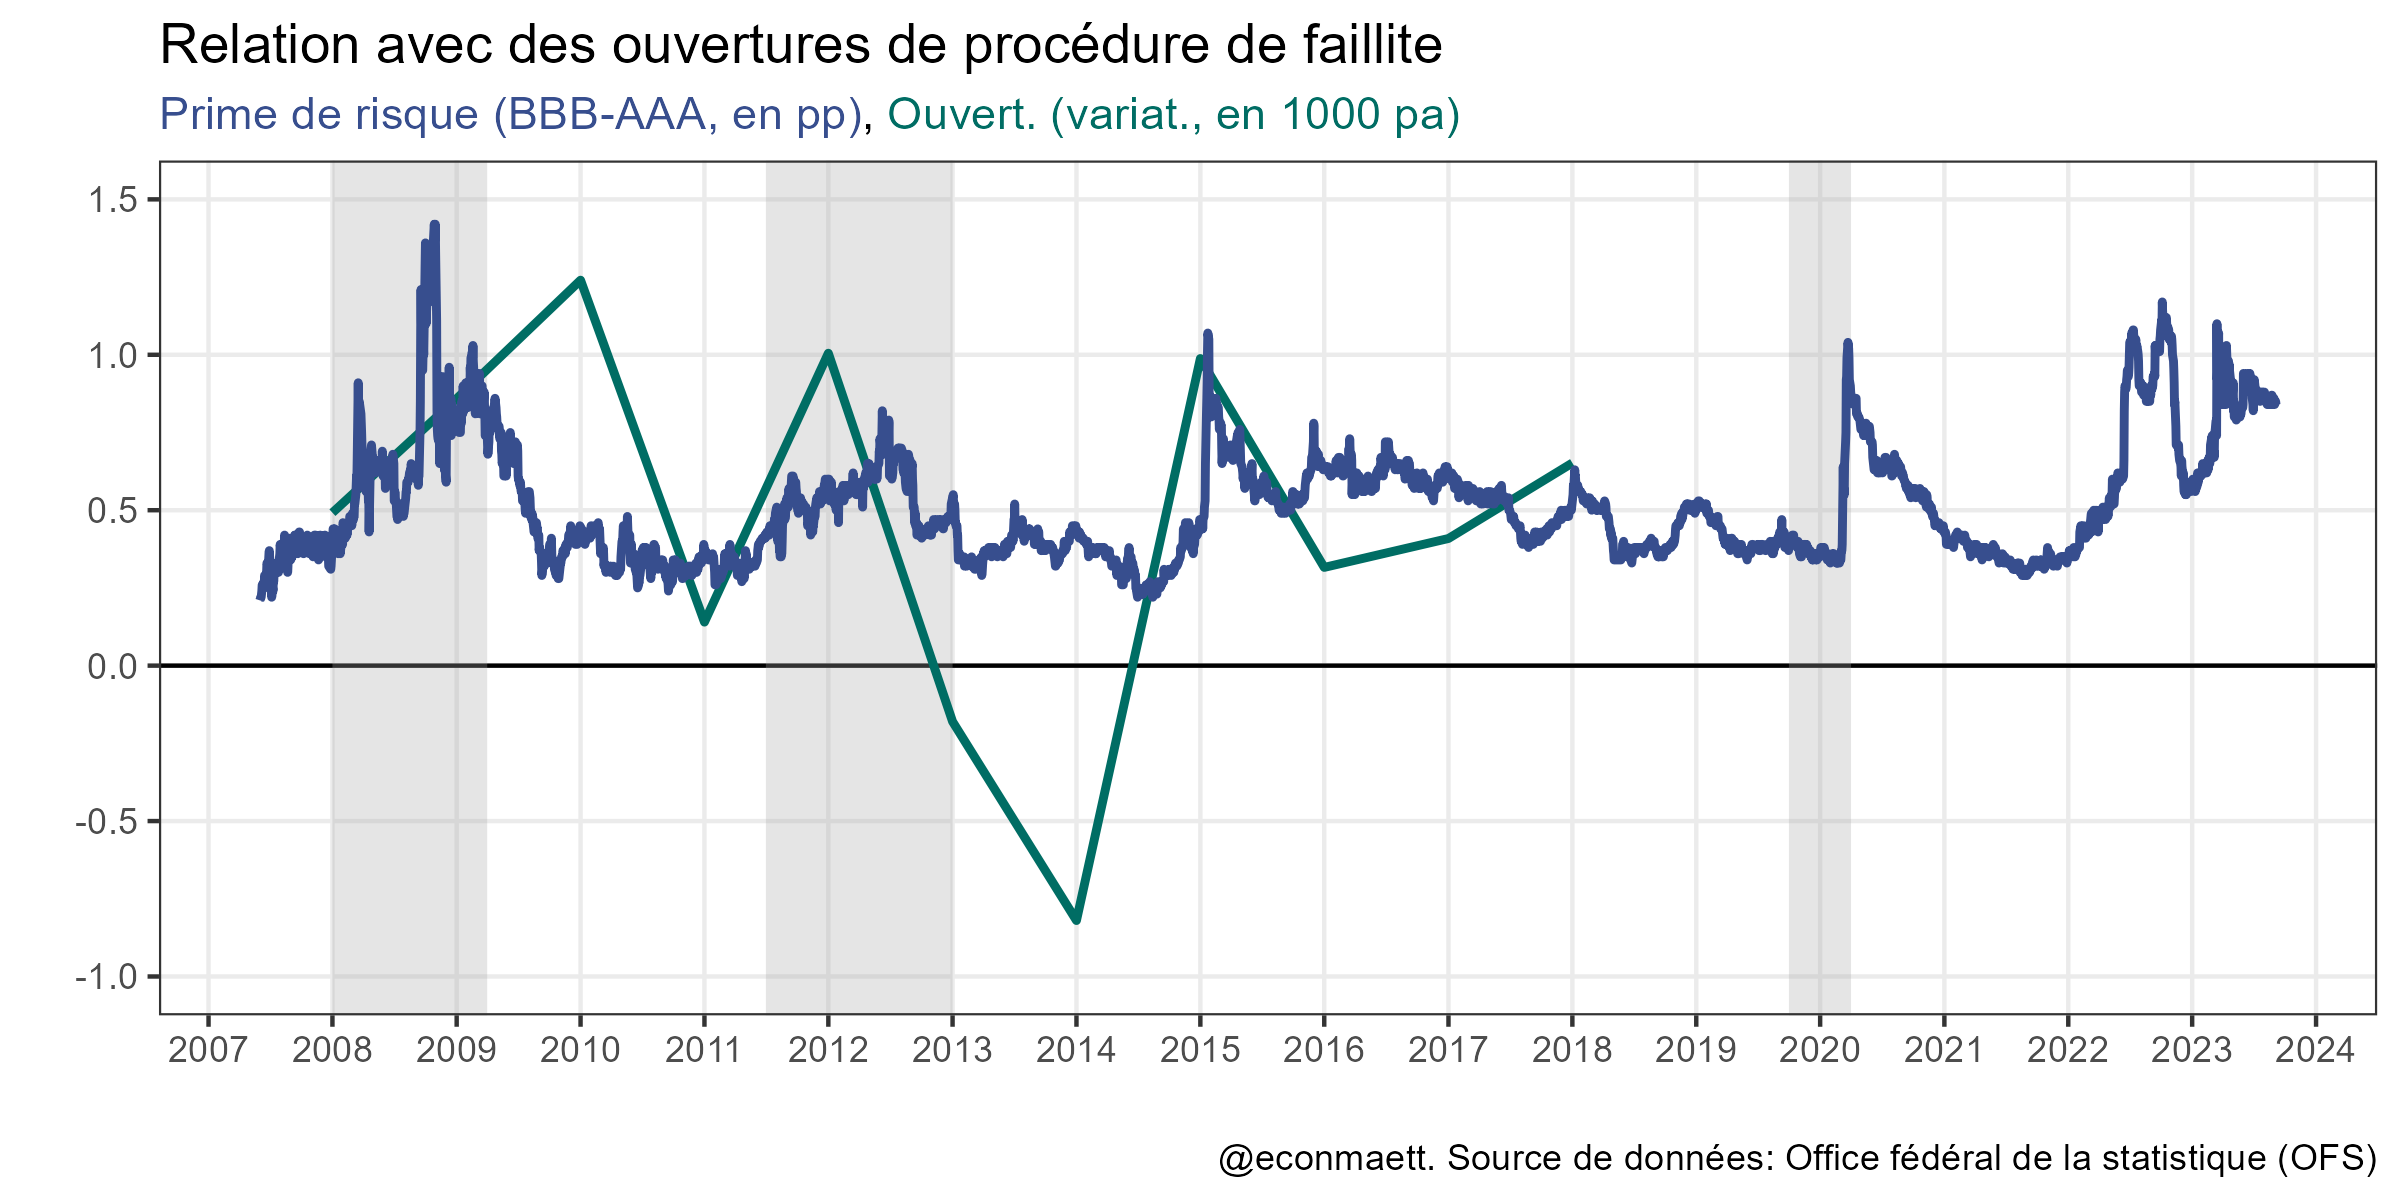 Relation avec des ouvertures de procédure de faillite
Prime de risque (BBB-AAA, en pp), Ouvert. (variat., en 1000 pa)
1.5
1.0
0.5
0.0
-0.5
-1.0
2007 2008 2009 2010 2011 2012 2013 2014 2015 2016 2017 2018 2019 2020 2021 2022 2023 2024
@econmaett. Source de données: Office fédéral de la statistique (OFS)